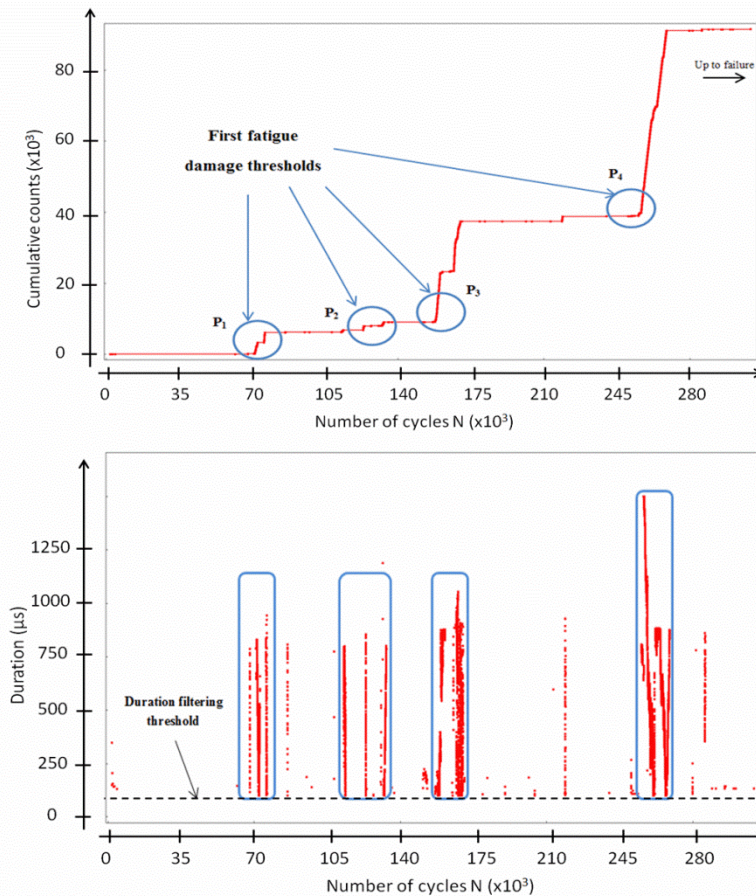 80
60
40
20
0
Cumulative counts (x10³)
Up to failure
First fatigue
damage thresholds
P₁
P₂
P₃
P₄
0 35 70 105 140 175 210 245 280
Number of cycles N (x10³)
1250
1000
750
500
250
0
Duration (µs)
Duration filtering
threshold
0 35 70 105 140 175 210 245 280
Number of cycles N (x10³)